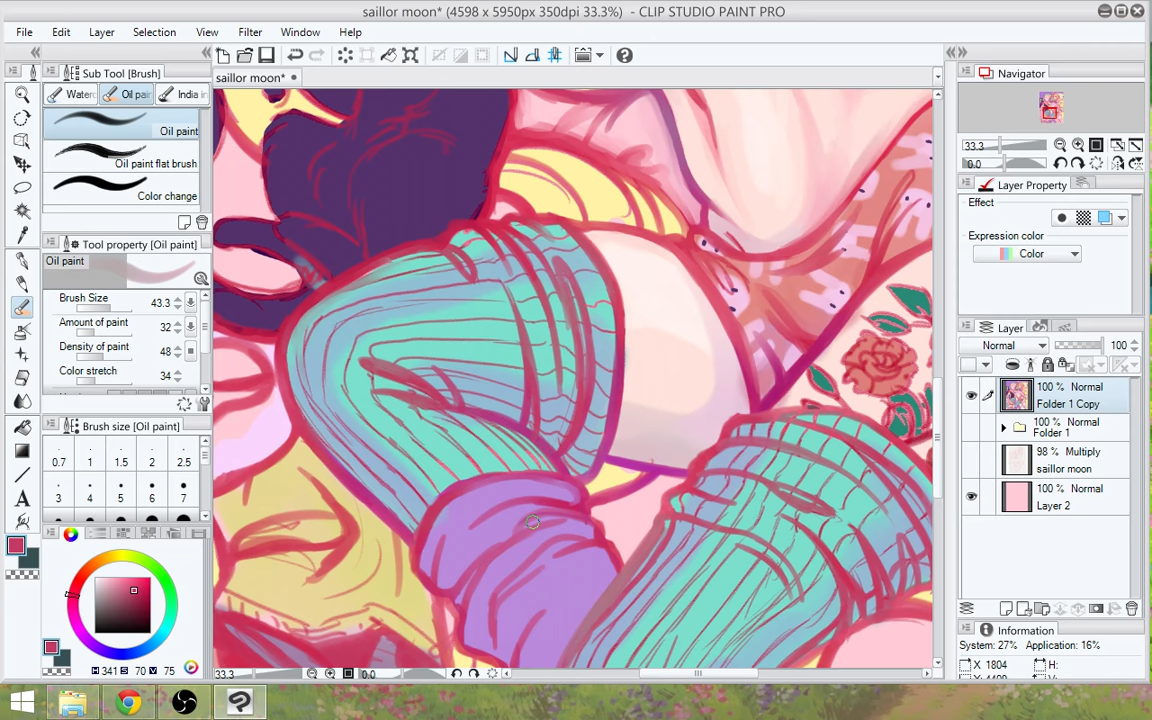 saillor moon* (4598 x 5950px 350dpi 33.3%) - CLIP STUDIO PAINT PRO
File Edit Layer Selection View Filter Window Help
Sub Tool [Brush]
saillor moon*
Navigator
Oil pai
India in
Oil paint
Oil paint flat brush
Color change
33.3
0.0
Layer Property
Effect
Expression color
Color
Tool property [Oil paint]
Oil paint
Brush Size 43.3
Amount of paint 32
Density of paint 48
Color stretch 34
Layer
Normal 100
100 % Normal
Folder 1 Copy
100 % Normal
Folder 1
98 % Multiply
saillor moon
100 % Normal
Layer 2
Brush size [Oil paint]
0.7 1 1.5 2 2.5
3 4 5 6 7
H 341 S 70 V 75
33.3 0.0
Information
System: 27% Application: 16%
X 1804 H: